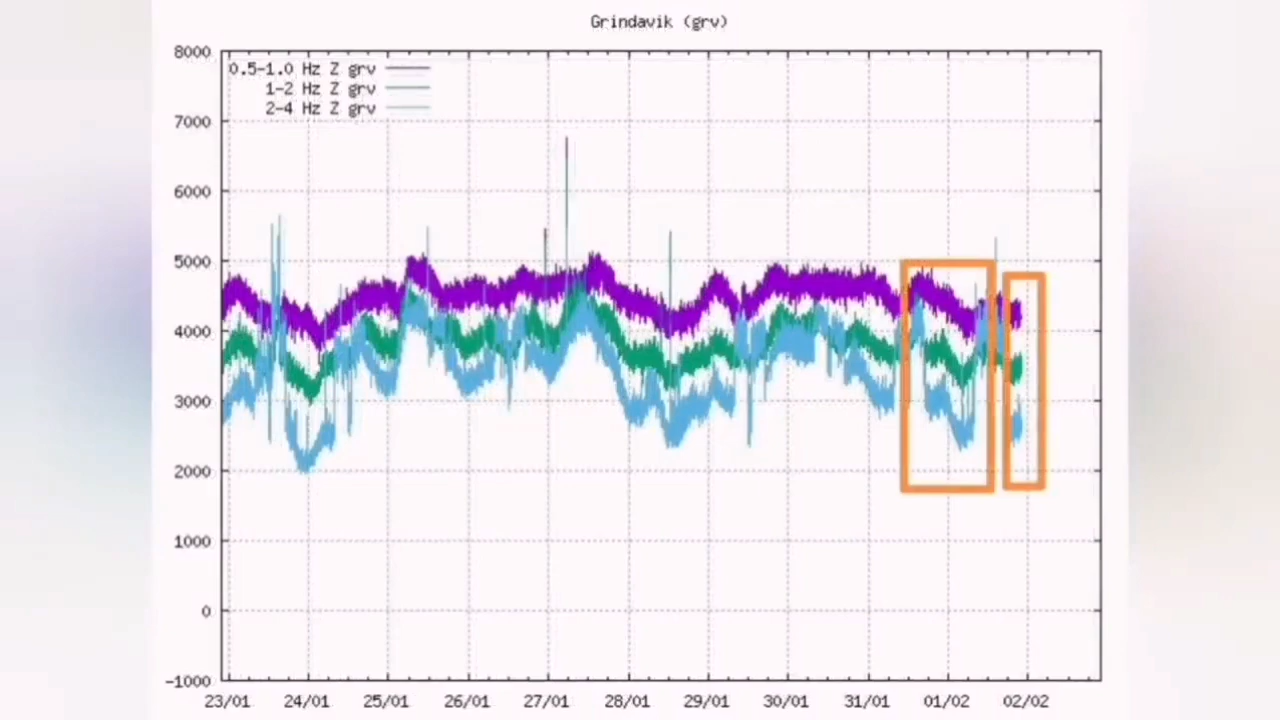 Grindavik (grv)
8000
0.5-1.0 Hz Z grv
1-2 Hz Z grv
2-4 Hz Z grv
7000
6000
5000
4000
3000
2000
1000
0
-1000
23/01 24/01 25/01 26/01 27/01 28/01 29/01 30/01 31/01 01/02 02/02